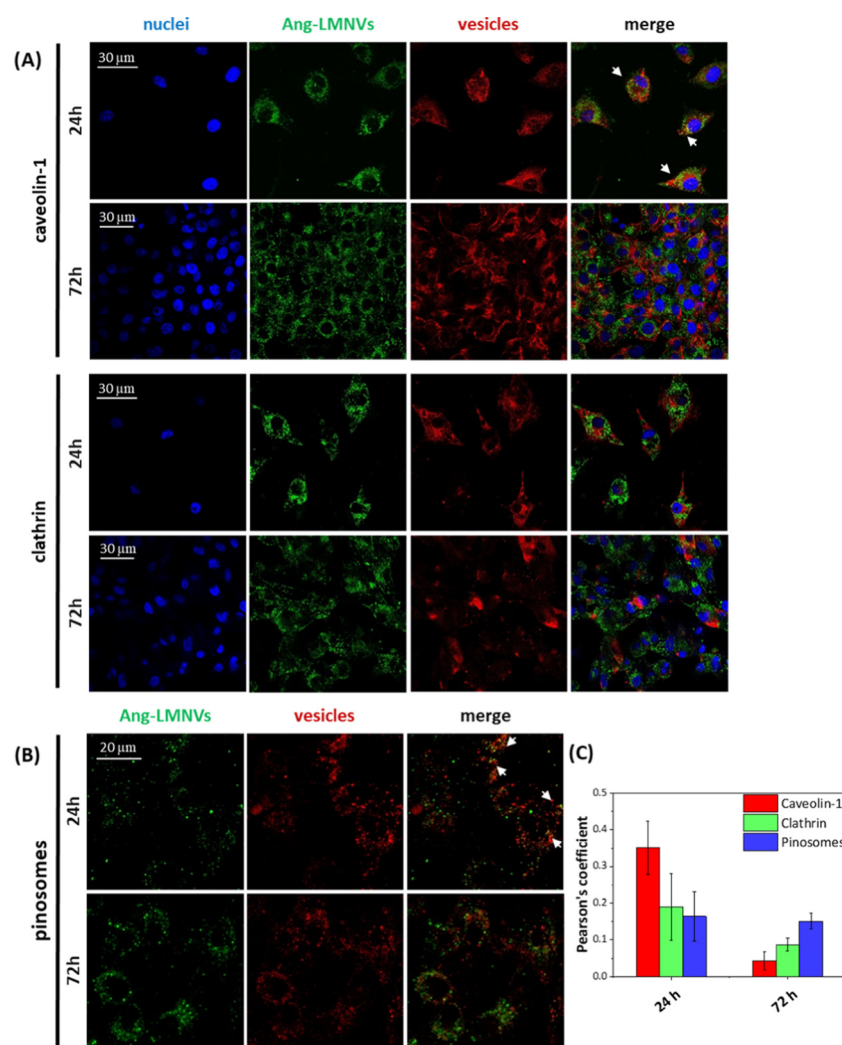 (A)
nuclei Ang-LMNVs vesicles merge
caveolin-1
24h
30 µm
72h
30 µm
clathrin
24h
30 µm
72h
30 µm
(B)
Ang-LMNVs vesicles merge
pinosomes
24h
20 µm
72h
(C)
Pearson's coefficient
0.5
0.4
0.3
0.2
0.1
0.0
Caveolin-1
Clathrin
Pinosomes
24 h
72 h